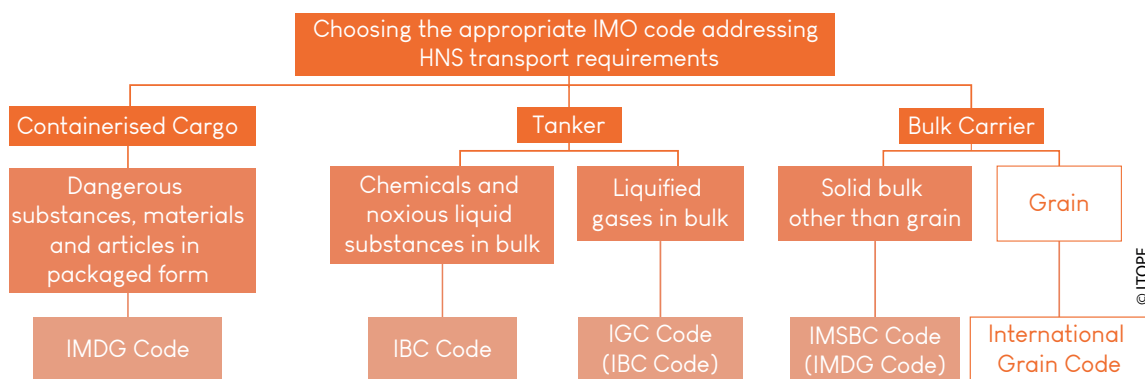 Choosing the appropriate IMO code addressing
HNS transport requirements
Containerised Cargo
Tanker
Bulk Carrier
Dangerous
substances, materials
and articles in
packaged form
Chemicals and
noxious liquid
substances in bulk
Liquified
gases in bulk
Solid bulk
other than grain
Grain
IMDG Code
IBC Code
IGC Code
(IBC Code)
IMSBC Code
(IMDG Code)
International
Grain Code
© ITOPF